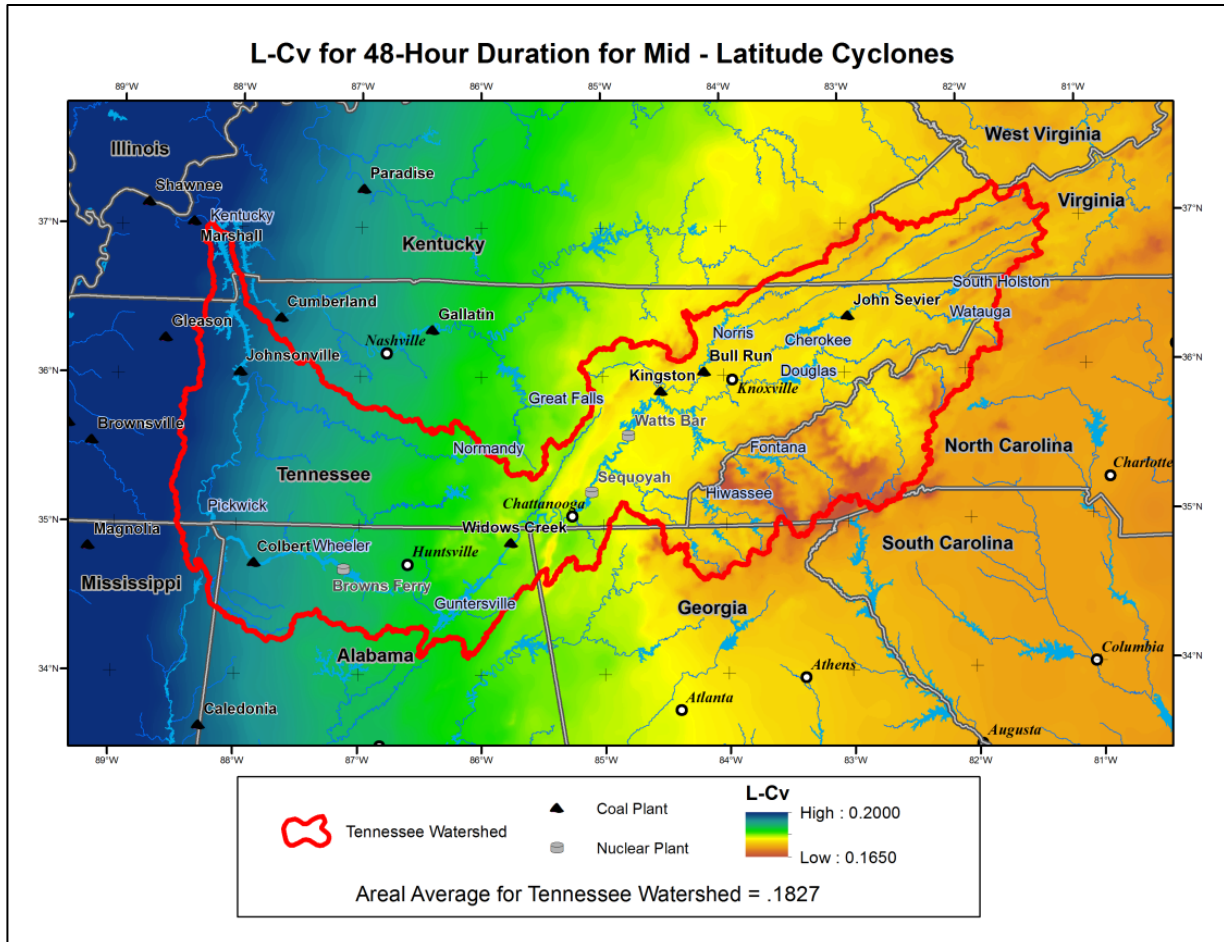 L-Cv for 48-Hour Duration for Mid - Latitude Cyclones
89°W 88°W 87°W 86°W 85°W 84°W 83°W 82°W 81°W
West Virginia
Illinois
Paradise
Shawnee
Virginia
37°N 37°N
Kentucky
Marshall
Kentucky
South Holston
Cumberland
John Sevier
Gallatin
Watauga
Gleason
Norris
Nashville
Cherokee
Johnsonville
Bull Run
36°N 36°N
Kingston
Douglas
Knoxville
Great Falls
Brownsville
Watts Bar
Normandy
Fontana
North Carolina
Charlotte
Tennessee
Sequoyah
Hiwassee
Pickwick
Chattanooga
35°N 35°N
Magnolia
Widows Creek
Colbert
Wheeler
Huntsville
South Carolina
Mississippi
Browns Ferry
Guntersville
Georgia
Alabama
34°N 34°N
Columbia
Athens
Atlanta
Caledonia
Augusta
89°W 88°W 87°W 86°W 85°W 84°W 83°W 82°W 81°W
L-Cv
Tennessee Watershed
Coal Plant
Nuclear Plant
High : 0.2000
Low : 0.1650
Areal Average for Tennessee Watershed = .1827